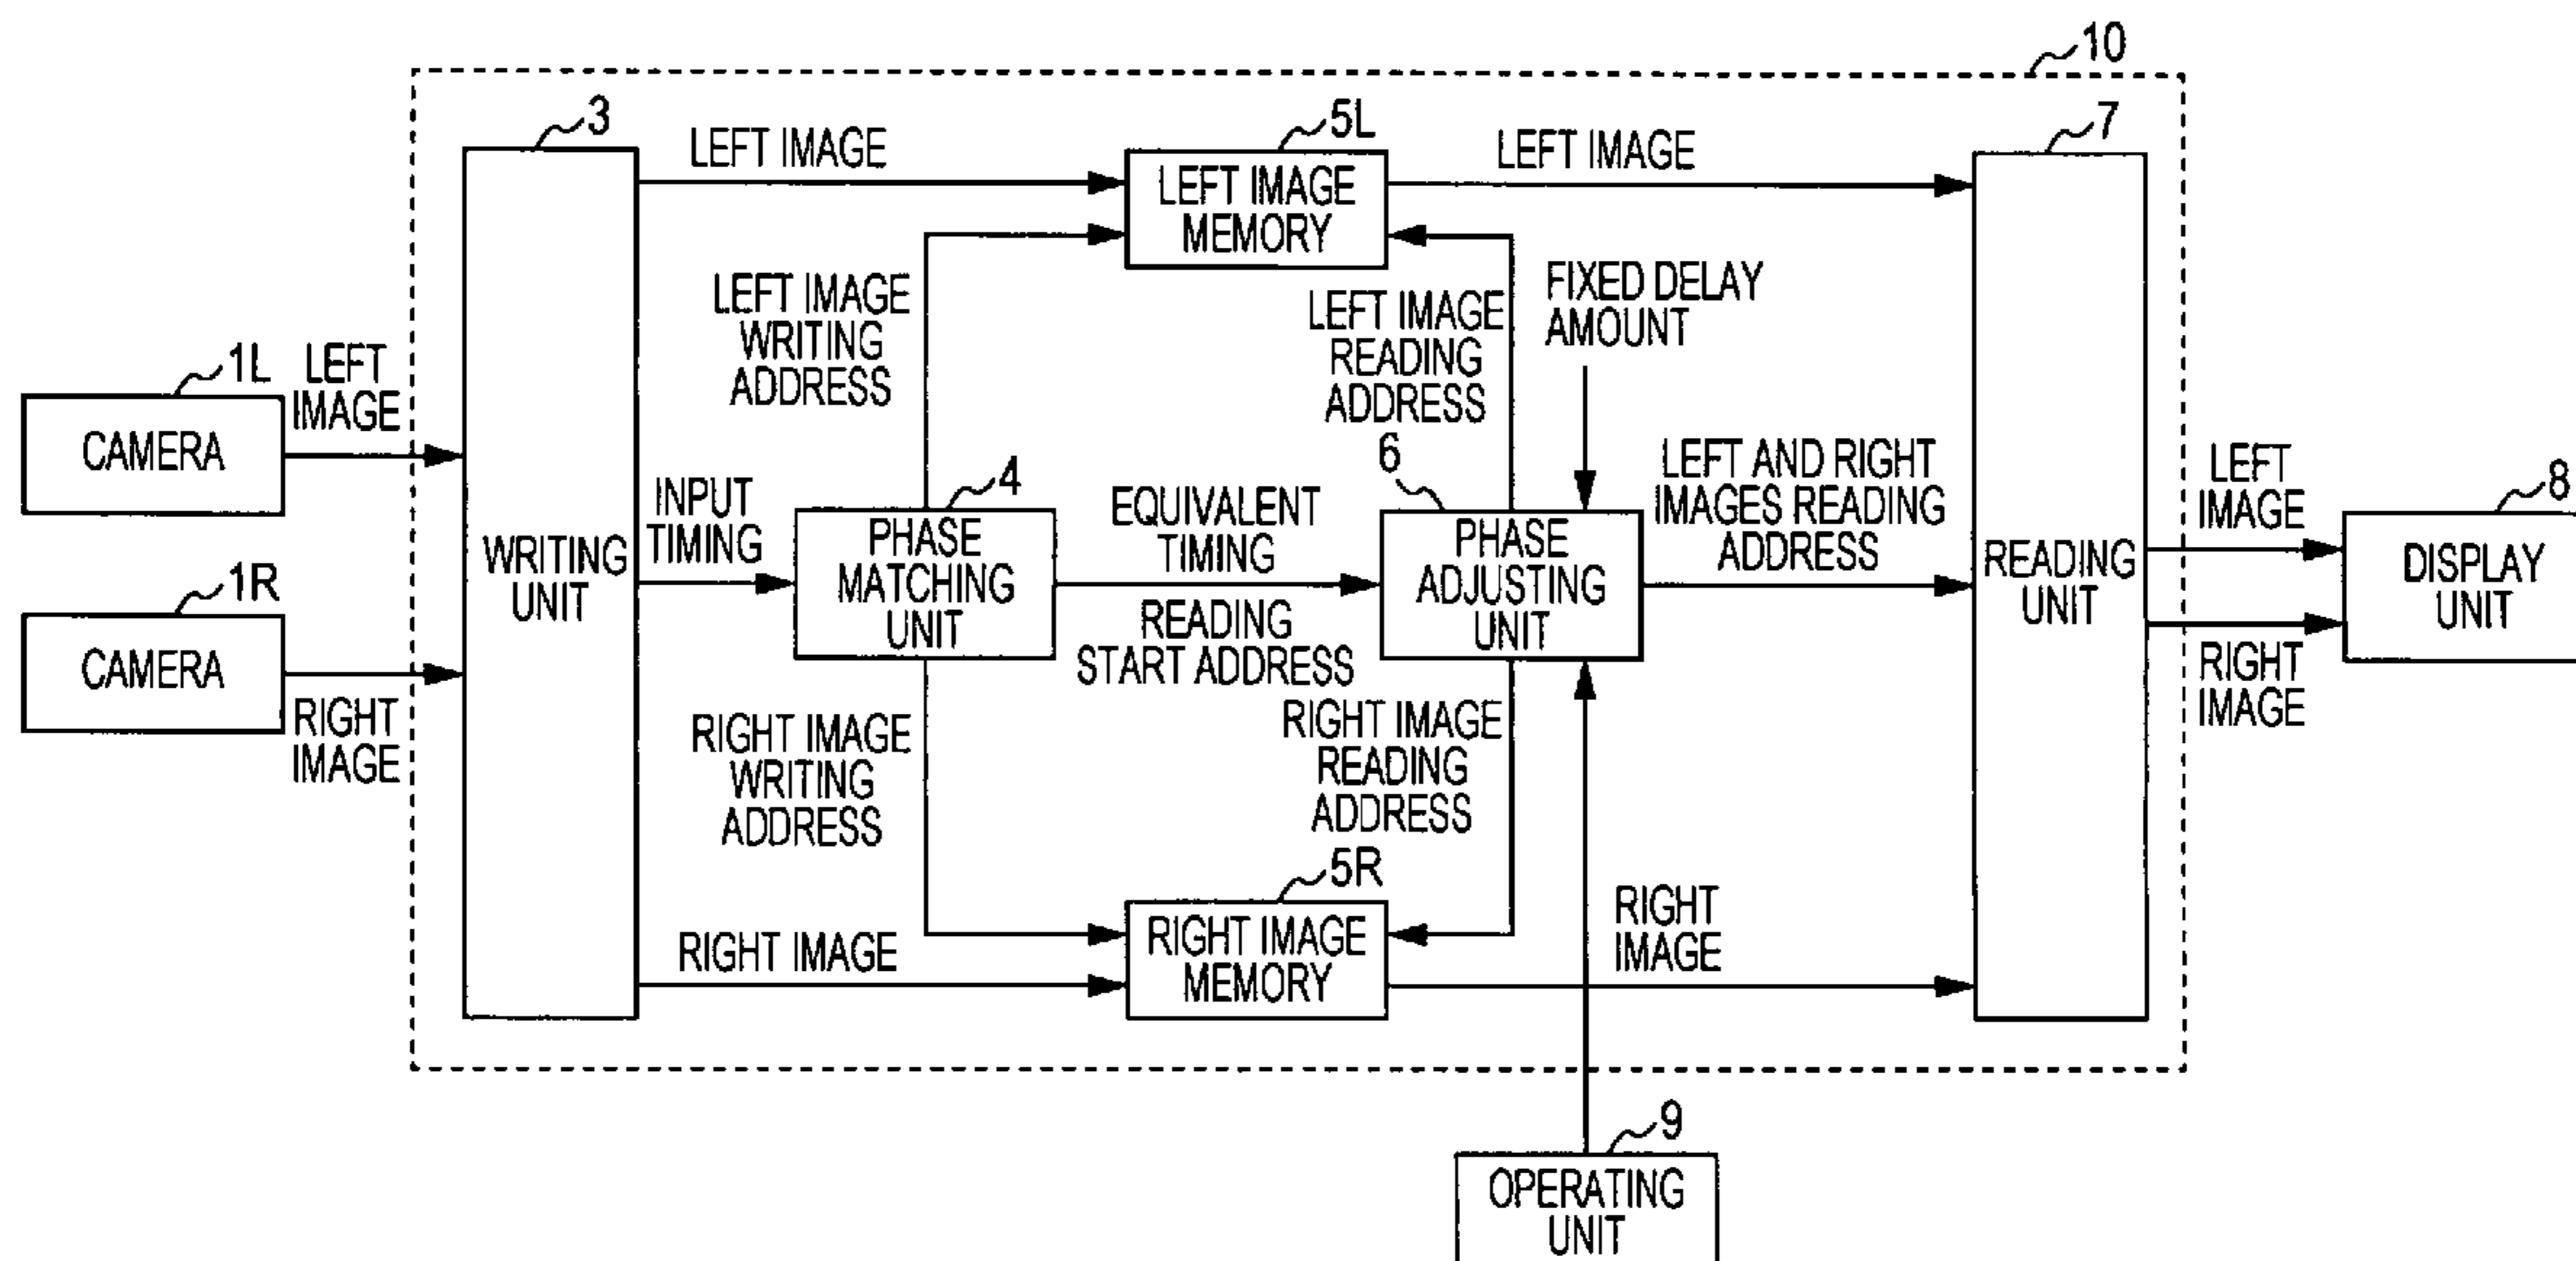 10
3
LEFT IMAGE
5L
LEFT IMAGE
MEMORY
LEFT IMAGE
7
LEFT IMAGE
WRITING
ADDRESS
LEFT IMAGE
READING
ADDRESS
FIXED DELAY
AMOUNT
1L
CAMERA
LEFT
IMAGE
1R
CAMERA
RIGHT
IMAGE
WRITING
UNIT
INPUT
TIMING
4
PHASE
MATCHING
UNIT
EQUIVALENT
TIMING
READING
START ADDRESS
6
PHASE
ADJUSTING
UNIT
LEFT AND RIGHT
IMAGES READING
ADDRESS
READING
UNIT
LEFT
IMAGE
RIGHT
IMAGE
8
DISPLAY
UNIT
RIGHT IMAGE
WRITING
ADDRESS
RIGHT IMAGE
READING
ADDRESS
RIGHT IMAGE
5R
RIGHT IMAGE
MEMORY
RIGHT
IMAGE
9
OPERATING
UNIT